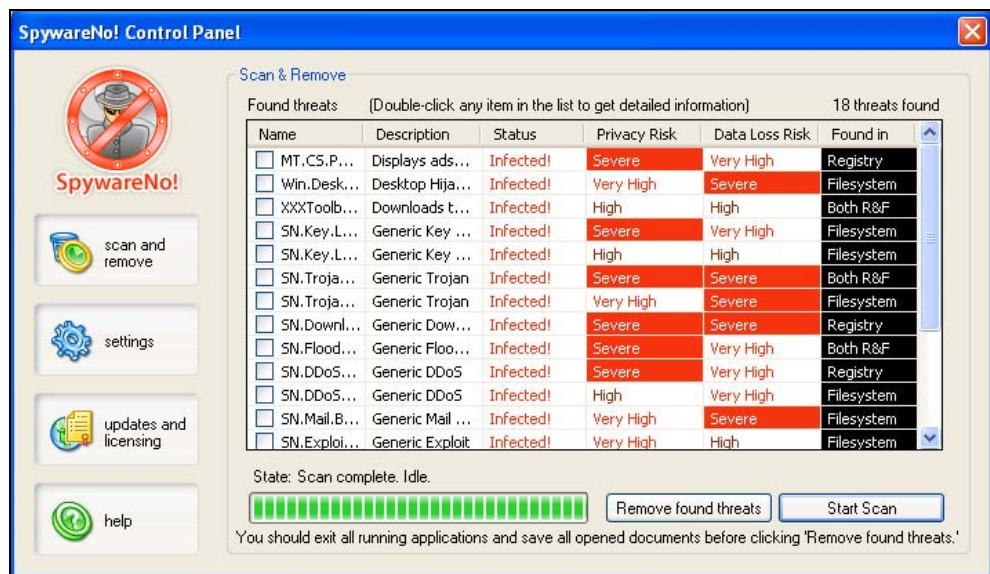 SpywareNo! Control Panel
SpywareNo!
scan and
remove
settings
updates and
licensing
help
Scan & Remove
Found threats (Double-click any item in the list to get detailed information) 18 threats found
Name Description Status Privacy Risk Data Loss Risk Found in
MT.CS.P... Displays ads... Infected! Severe Very High Registry
Win.Desk... Desktop Hija... Infected! Very High Severe Filesystem
XXXToolb... Downloads t... Infected! High High Both R&F
SN.Key.L... Generic Key ... Infected! Severe Very High Filesystem
SN.Key.L... Generic Key ... Infected! High High Filesystem
SN.Troja... Generic Trojan Infected! Severe Severe Both R&F
SN.Troja... Generic Trojan Infected! Very High Severe Filesystem
SN.Downl... Generic Dow... Infected! Severe Severe Registry
SN.Flood... Generic Floo... Infected! Severe Very High Both R&F
SN.DDoS... Generic DDoS Infected! Severe Very High Registry
SN.DDoS... Generic DDoS Infected! High Very High Filesystem
SN.Mail.B... Generic Mail ... Infected! Very High Severe Filesystem
SN.Exploi... Generic Exploit Infected! Very High High Filesystem
State: Scan complete. Idle.
Remove found threats Start Scan
You should exit all running applications and save all opened documents before clicking 'Remove found threats.'